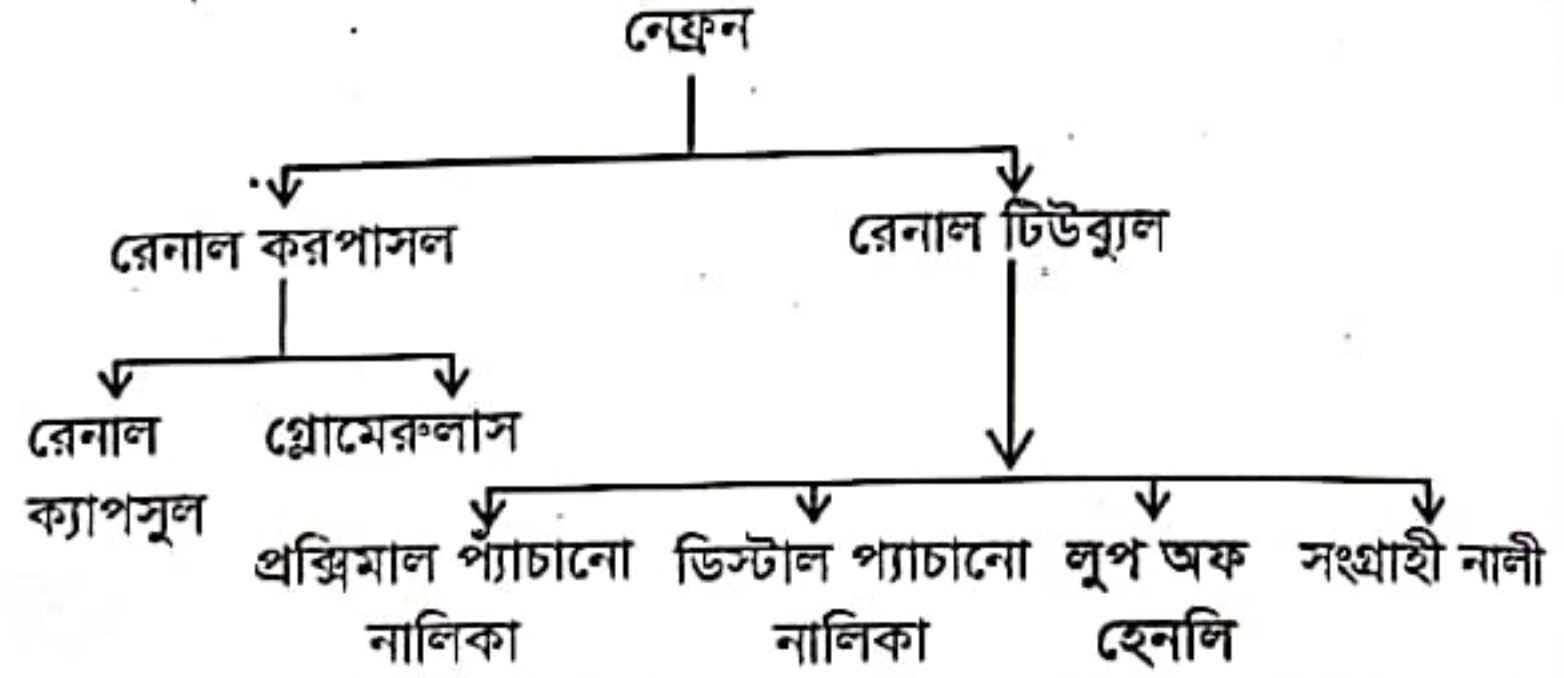 নেফ্রন
রেনাল করপাসল
রেনাল টিউব্যুল
রেনাল
ক্যাপসুল
গ্লোমেরুলাস
প্রক্সিমাল প্যাঁচানো
নালিকা
ডিস্টাল প্যাচানো
নালিকা
লুপ অফ
হেনলি
সংগ্রাহী নালী